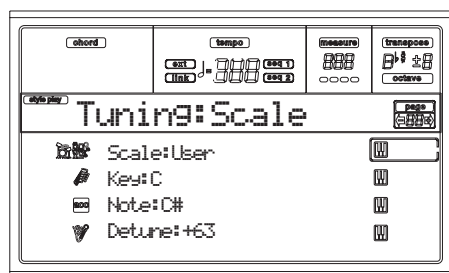 chord tempo measure transpose
ext seq 1
link seq 2
octave
style play
Tuning:Scale
page
Scale:User
Key:C
Note:C#
Detune:+63